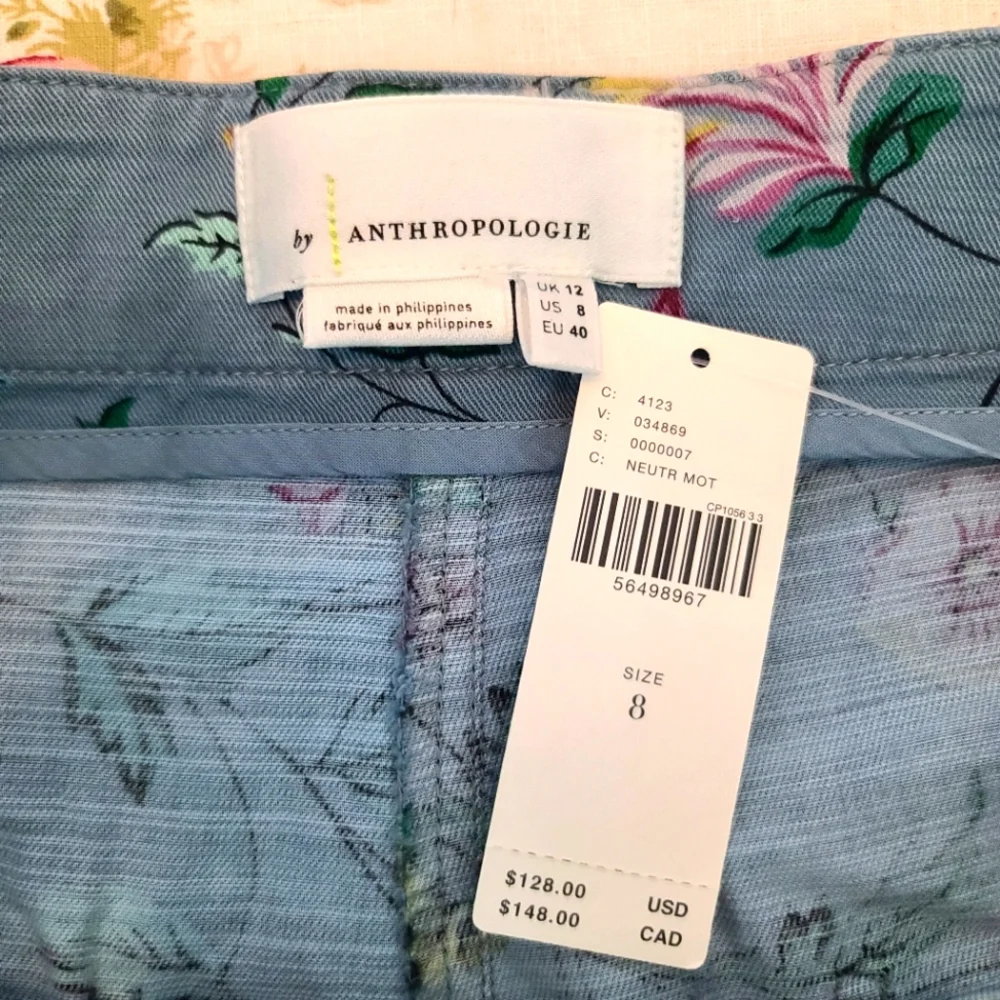 by ANTHROPOLOGIE
made in philippines
fabriqué aux philippines
UK 12
US 8
EU 40
C: 4123
V: 034869
S: 0000007
C: NEUTR MOT
CP1056 3 3
56498967
SIZE
8
$128.00 USD
$148.00 CAD